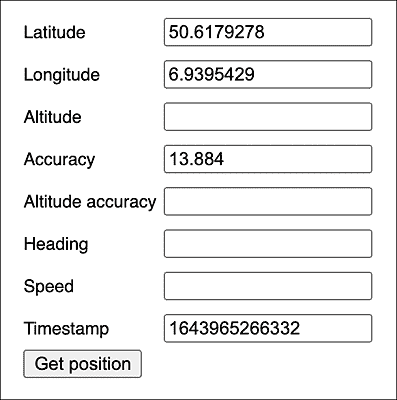 Latitude 50.6179278
Longitude 6.9395429
Altitude
Accuracy 13.884
Altitude accuracy
Heading
Speed
Timestamp 1643965266332
Get position